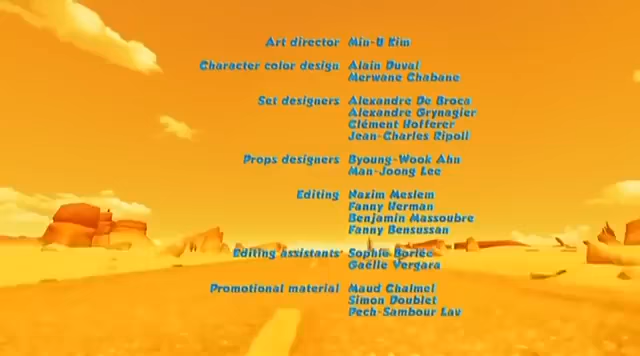 Art director Min-U Kim
Character color design Alain Duval
Merwane Chabane
Set designers Alexandre De Broca
Alexandre Grynagier
Clément Hofferer
Jean-Charles Ripoll
Props designers Byoung-Wook Ahn
Man-Joong Lee
Editing Nazim Meslem
Fanny Herman
Benjamin Massoubre
Fanny Bensussan
Editing assistants Sophie Borlée
Gaëlle Vergara
Promotional material Maud Chalmel
Simon Doublet
Pech-Sambour Lav